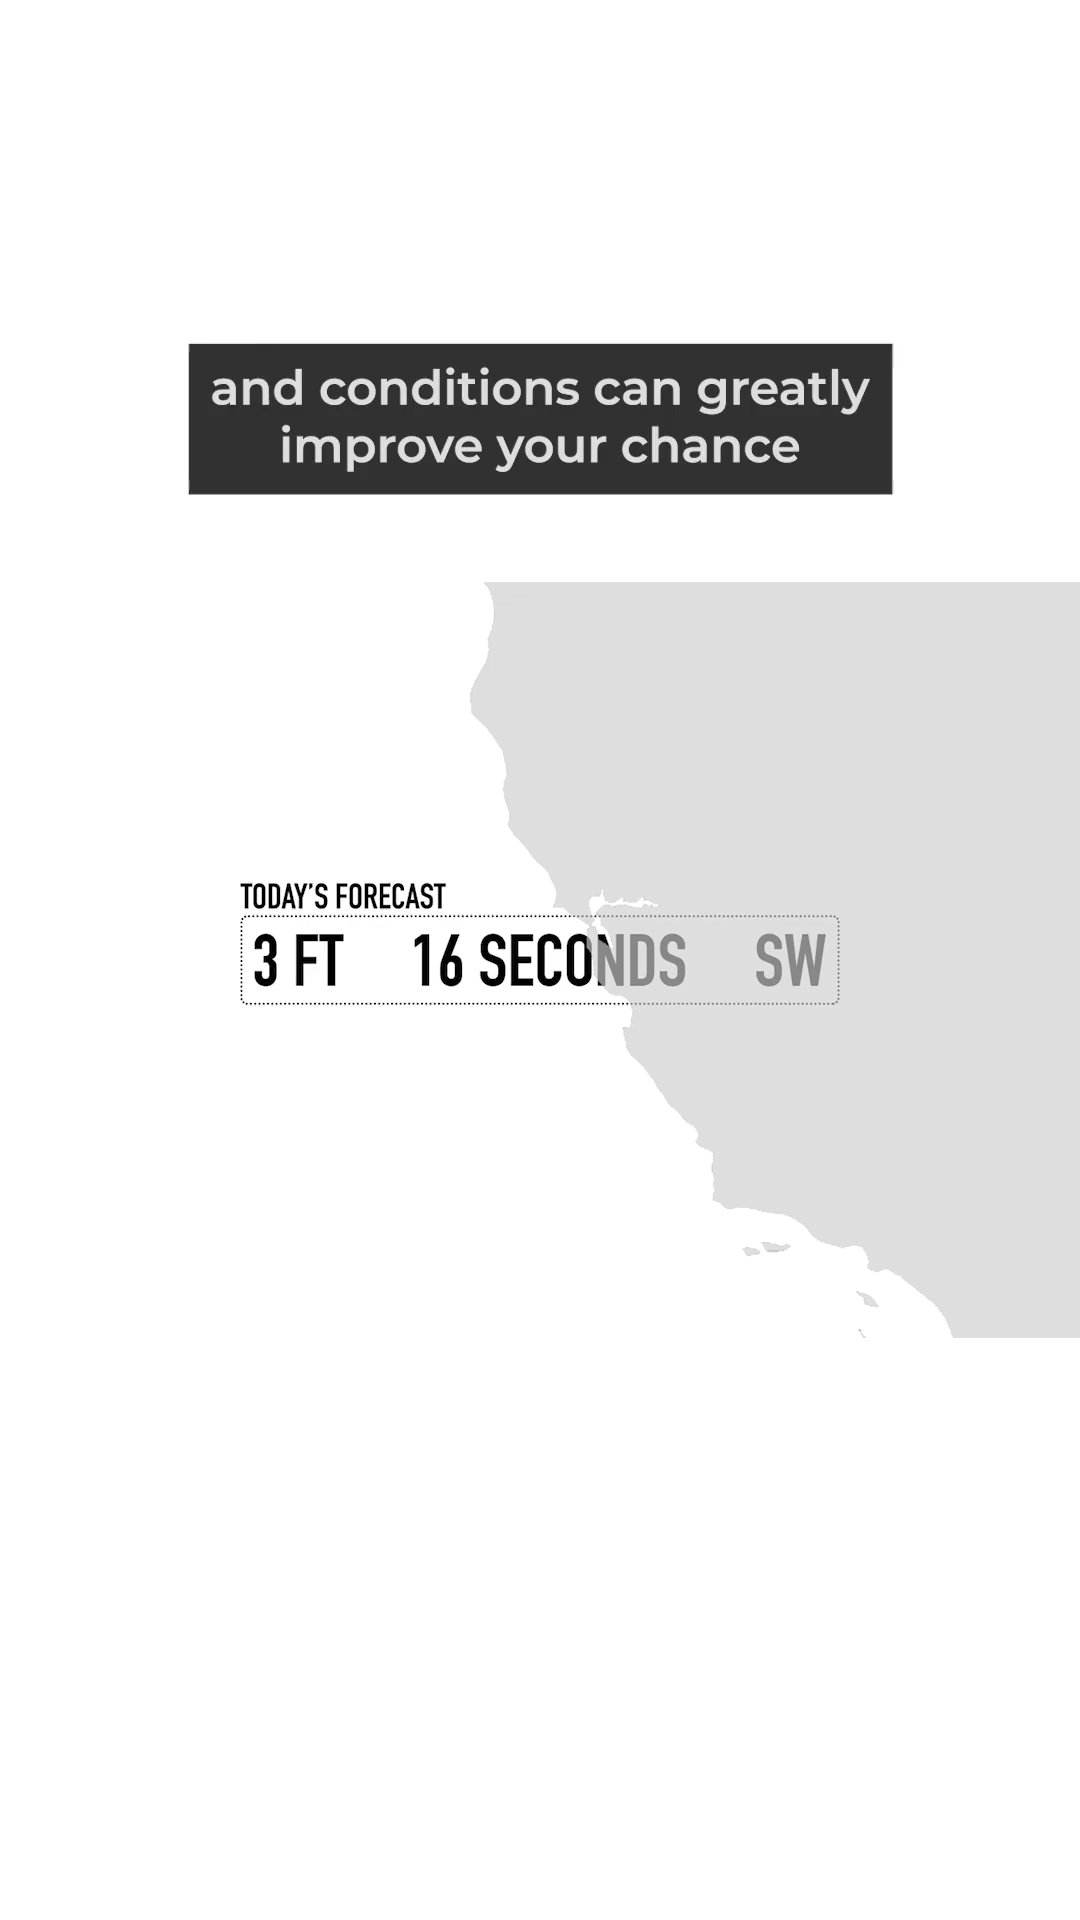 and conditions can greatly
improve your chance
TODAY'S FORECAST
3 FT 16 SECONDS SW